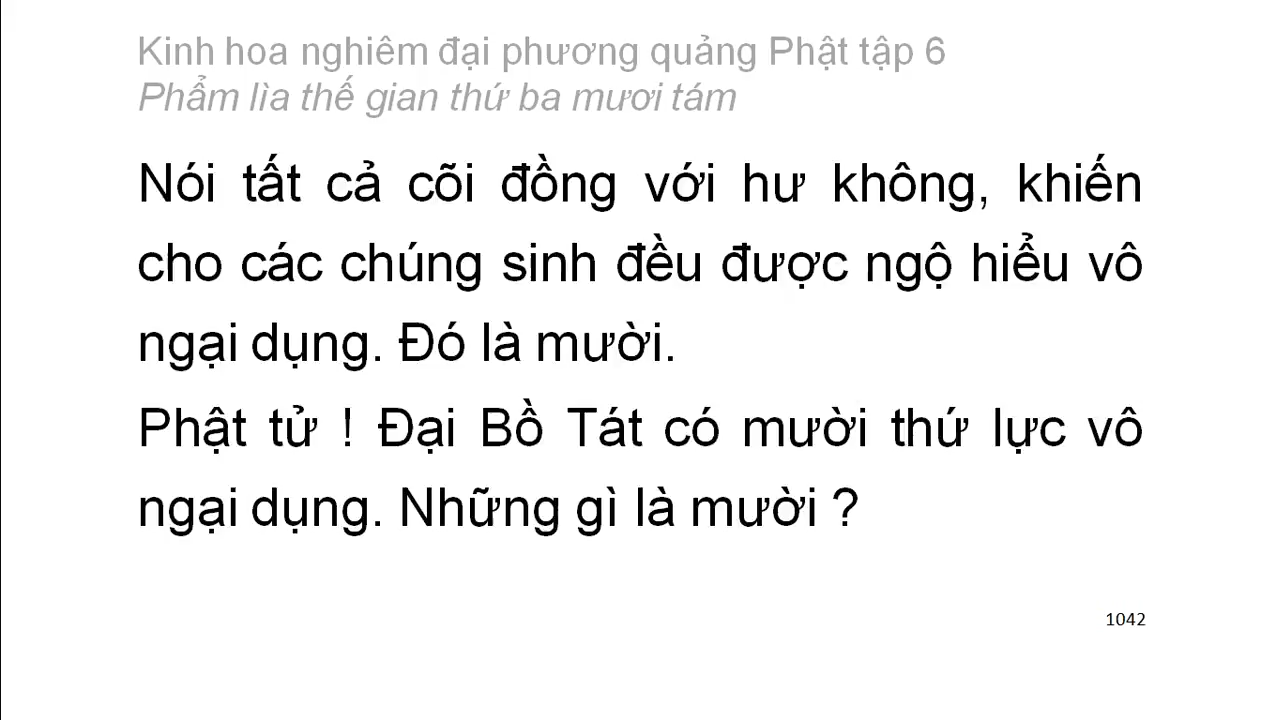 Kinh hoa nghiêm đại phương quảng Phật tập 6
Phẩm lìa thế gian thứ ba mươi tám
Nói tất cả cõi đồng với hư không, khiến
cho các chúng sinh đều được ngộ hiểu vô
ngại dụng. Đó là mười.
Phật tử ! Đại Bồ Tát có mười thứ lực vô
ngại dụng. Những gì là mười ?
1042